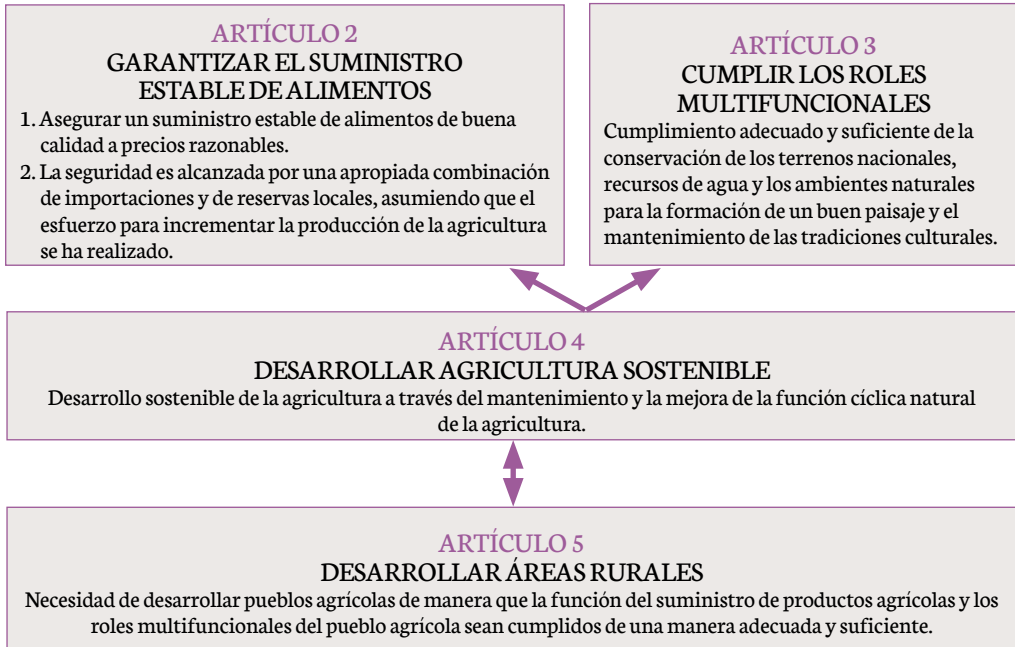 ARTÍCULO 2
GARANTIZAR EL SUMINISTRO
ESTABLE DE ALIMENTOS
1. Asegurar un suministro estable de alimentos de buena
calidad a precios razonables.
2. La seguridad es alcanzada por una apropiada combinación
de importaciones y de reservas locales, asumiendo que el
esfuerzo para incrementar la producción de la agricultura
se ha realizado.
ARTÍCULO 3
CUMPLIR LOS ROLES
MULTIFUNCIONALES
Cumplimiento adecuado y suficiente de la
conservación de los terrenos nacionales,
recursos de agua y los ambientes naturales
para la formación de un buen paisaje y el
mantenimiento de las tradiciones culturales.
ARTÍCULO 4
DESARROLLAR AGRICULTURA SOSTENIBLE
Desarrollo sostenible de la agricultura a través del mantenimiento y la mejora de la función cíclica natural
de la agricultura.
ARTÍCULO 5
DESARROLLAR ÁREAS RURALES
Necesidad de desarrollar pueblos agrícolas de manera que la función del suministro de productos agrícolas y los
roles multifuncionales del pueblo agrícola sean cumplidos de una manera adecuada y suficiente.